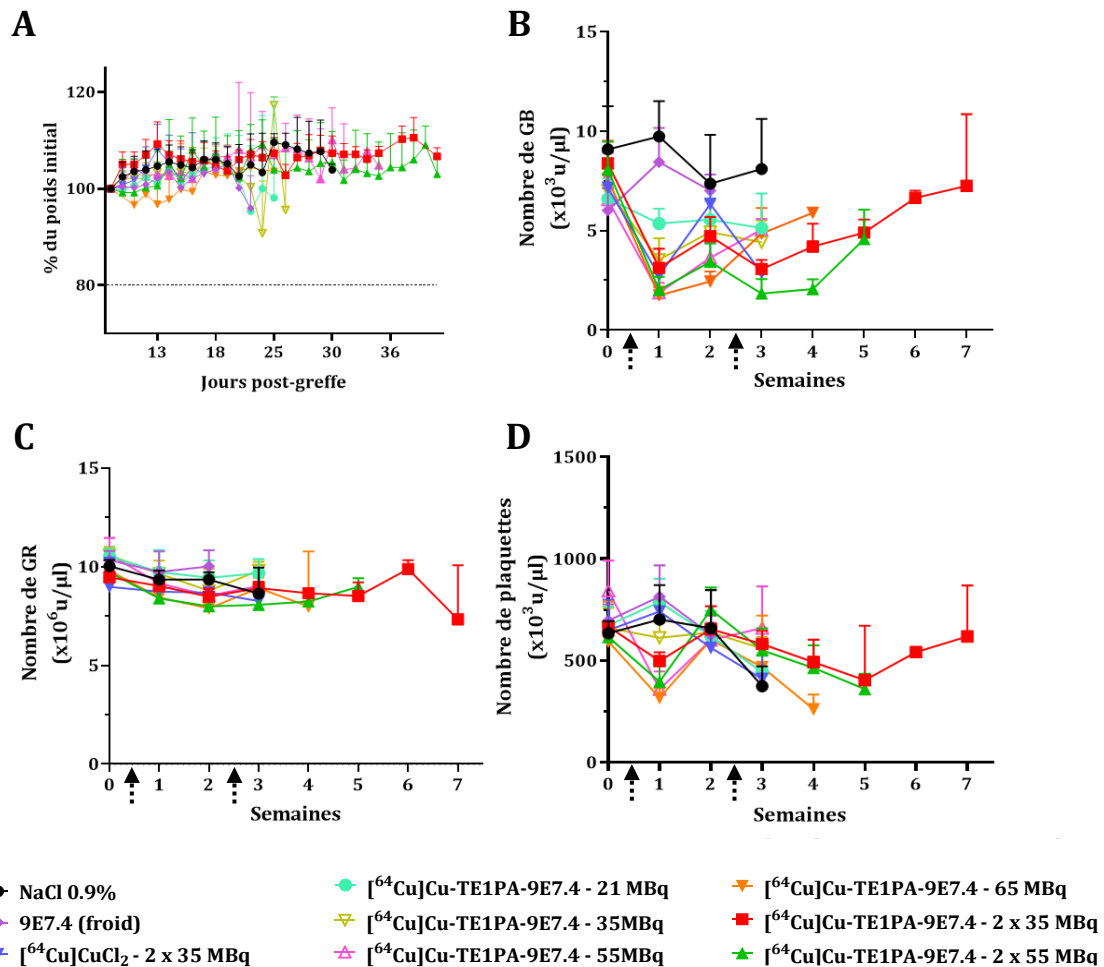 A
% du poids initial
120
100
80
13
18
25
30
36
Jours post-greffe
B
Nombre de GB
(x10³u/µl)
15
10
5
0
0 1 2 3 4 5 6 7
Semaines
C
Nombre de GR
(x10⁶u/µl)
15
10
5
0
0 1 2 3 4 5 6 7
Semaines
D
Nombre de plaquettes
(x10³u/µl)
1500
1000
500
0
0 1 2 3 4 5 6 7
Semaines
NaCl 0.9%
9E7.4 (froid)
[⁶⁴Cu]CuCl₂ - 2 x 35 MBq
[⁶⁴Cu]Cu-TE1PA-9E7.4 - 21 MBq
[⁶⁴Cu]Cu-TE1PA-9E7.4 - 35MBq
[⁶⁴Cu]Cu-TE1PA-9E7.4 - 55MBq
[⁶⁴Cu]Cu-TE1PA-9E7.4 - 65 MBq
[⁶⁴Cu]Cu-TE1PA-9E7.4 - 2 x 35 MBq
[⁶⁴Cu]Cu-TE1PA-9E7.4 - 2 x 55 MBq